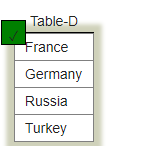 Table-D
✓
France
Germany
Russia
Turkey